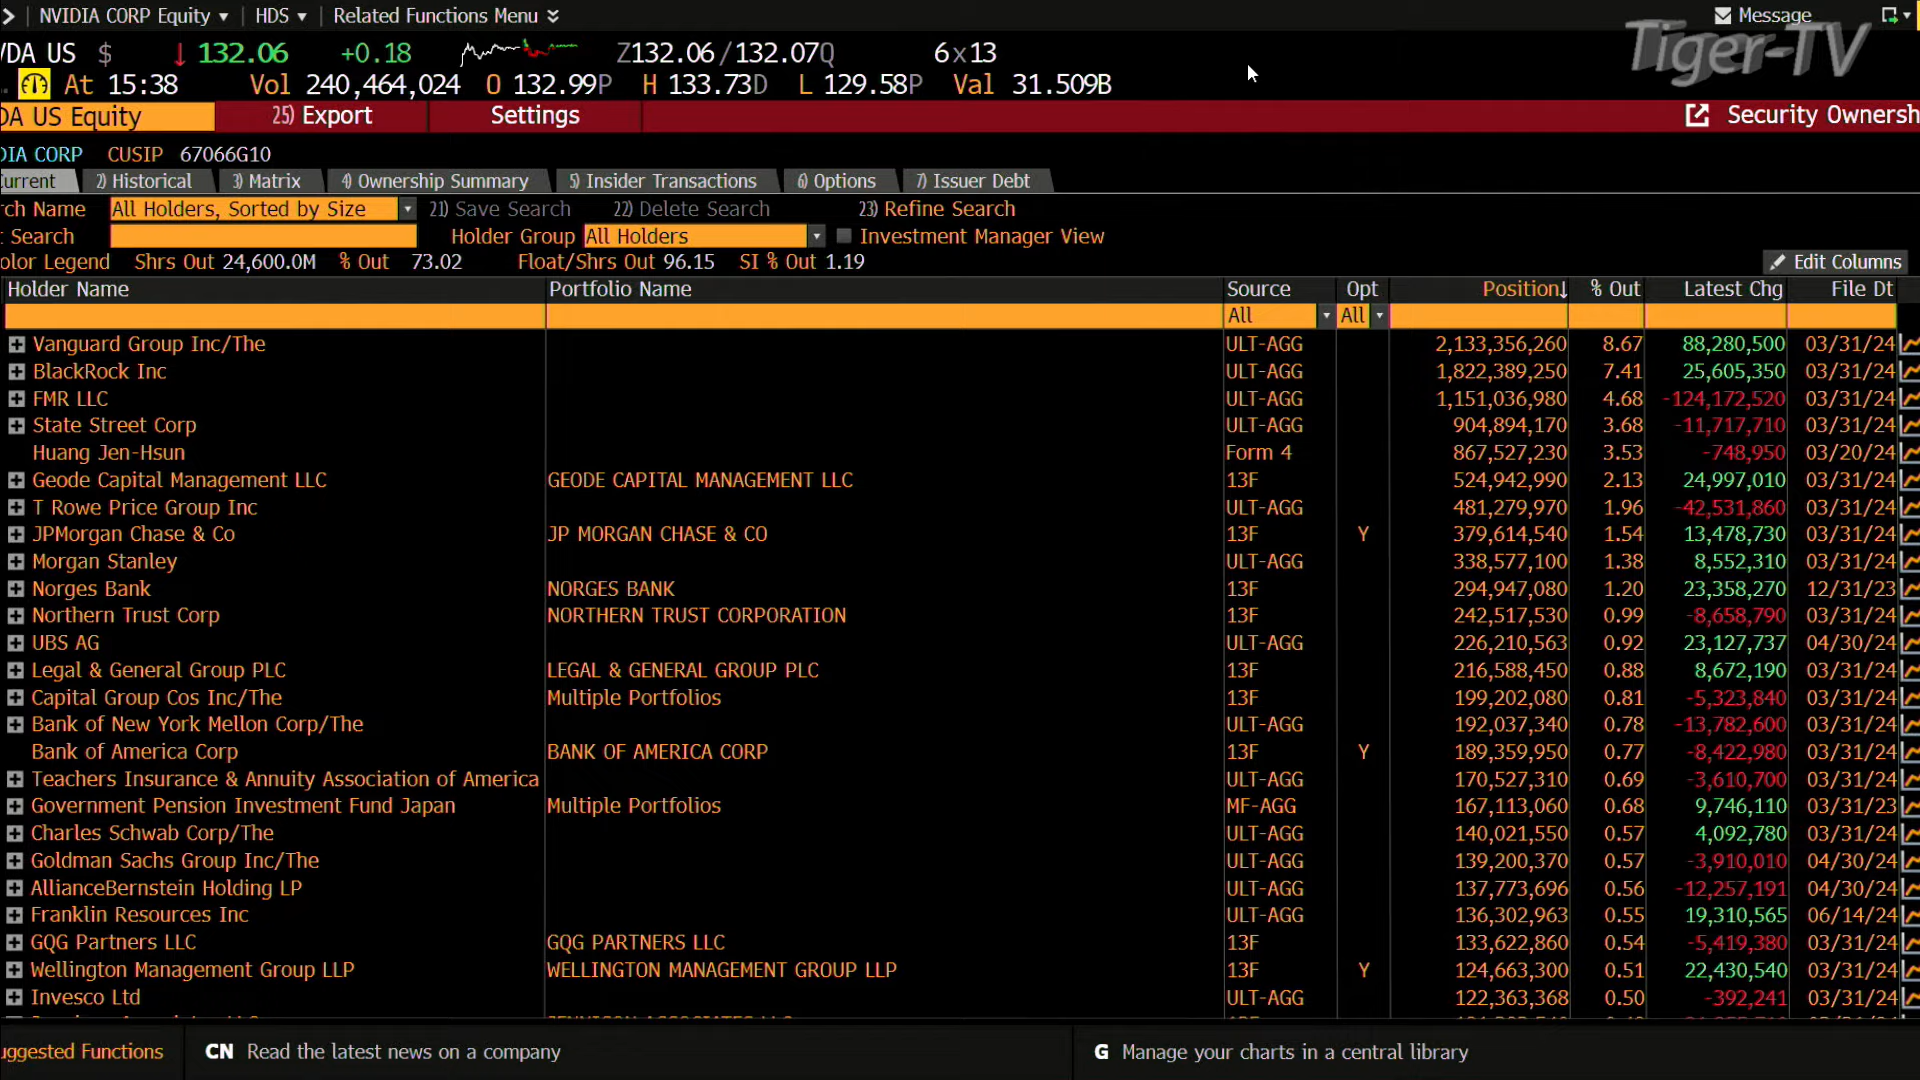 NVIDIA CORP Equity HDS Related Functions Menu Message
VDA US $ 132.06 +0.18 Z132.06/132.07Q 6x13
Tiger-TV
At 15:38 Vol 240,464,024 O 132.99P H 133.73D L 129.58P Val 31.509B
DA US Equity 25) Export Settings Security Ownersh
DIA CORP CUSIP 67066G10
Current 2) Historical 3) Matrix 4) Ownership Summary 5) Insider Transactions 6) Options 7) Issuer Debt
rch Name All Holders, Sorted by Size 21) Save Search 22) Delete Search 23) Refine Search
t Search Holder Group All Holders Investment Manager View
olor Legend Shrs Out 24,600.0M % Out 73.02 Float/Shrs Out 96.15 SI % Out 1.19 Edit Columns
Holder Name Portfolio Name Source Opt Position↓ % Out Latest Chg File Dt
All All
Vanguard Group Inc/The ULT-AGG 2,133,356,260 8.67 88,280,500 03/31/24
BlackRock Inc ULT-AGG 1,822,389,250 7.41 25,605,350 03/31/24
FMR LLC ULT-AGG 1,151,036,980 4.68 -124,172,520 03/31/24
State Street Corp ULT-AGG 904,894,170 3.68 -11,717,710 03/31/24
Huang Jen-Hsun Form 4 867,527,230 3.53 -748,950 03/20/24
Geode Capital Management LLC GEODE CAPITAL MANAGEMENT LLC 13F 524,942,990 2.13 24,997,010 03/31/24
T Rowe Price Group Inc ULT-AGG 481,279,970 1.96 -42,531,860 03/31/24
JPMorgan Chase & Co JP MORGAN CHASE & CO 13F Y 379,614,540 1.54 13,478,730 03/31/24
Morgan Stanley ULT-AGG 338,577,100 1.38 8,552,310 03/31/24
Norges Bank NORGES BANK 13F 294,947,080 1.20 23,358,270 12/31/23
Northern Trust Corp NORTHERN TRUST CORPORATION 13F 242,517,530 0.99 -8,658,790 03/31/24
UBS AG ULT-AGG 226,210,563 0.92 23,127,737 04/30/24
Legal & General Group PLC LEGAL & GENERAL GROUP PLC 13F 216,588,450 0.88 8,672,190 03/31/24
Capital Group Cos Inc/The Multiple Portfolios 13F 199,202,080 0.81 -5,323,840 03/31/24
Bank of New York Mellon Corp/The ULT-AGG 192,037,340 0.78 -13,782,600 03/31/24
Bank of America Corp BANK OF AMERICA CORP 13F Y 189,359,950 0.77 -8,422,980 03/31/24
Teachers Insurance & Annuity Association of America ULT-AGG 170,527,310 0.69 -3,610,700 03/31/24
Government Pension Investment Fund Japan Multiple Portfolios MF-AGG 167,113,060 0.68 9,746,110 03/31/23
Charles Schwab Corp/The ULT-AGG 140,021,550 0.57 4,092,780 03/31/24
Goldman Sachs Group Inc/The ULT-AGG 139,200,370 0.57 -3,910,010 04/30/24
AllianceBernstein Holding LP ULT-AGG 137,773,696 0.56 -12,257,191 04/30/24
Franklin Resources Inc ULT-AGG 136,302,963 0.55 19,310,565 06/14/24
GQG Partners LLC GQG PARTNERS LLC 13F 133,622,860 0.54 -5,419,380 03/31/24
Wellington Management Group LLP WELLINGTON MANAGEMENT GROUP LLP 13F Y 124,663,300 0.51 22,430,540 03/31/24
Invesco Ltd ULT-AGG 122,363,368 0.50 -392,241 03/31/24
uggested Functions CN Read the latest news on a company G Manage your charts in a central library